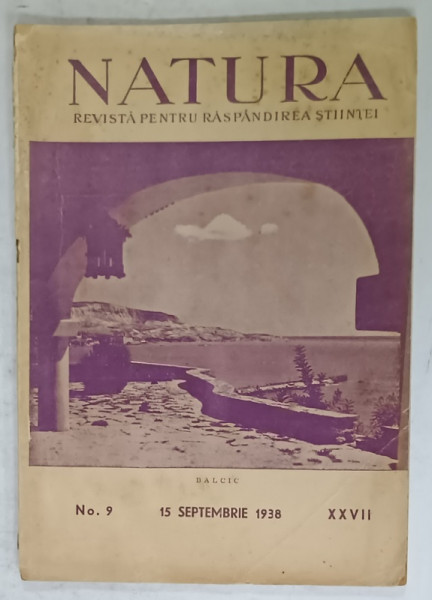 NATURA
REVISTĂ PENTRU RĂSPÂNDIREA ȘTIINȚEI
BALCIC
No. 9 15 SEPTEMBRIE 1938 XXVII